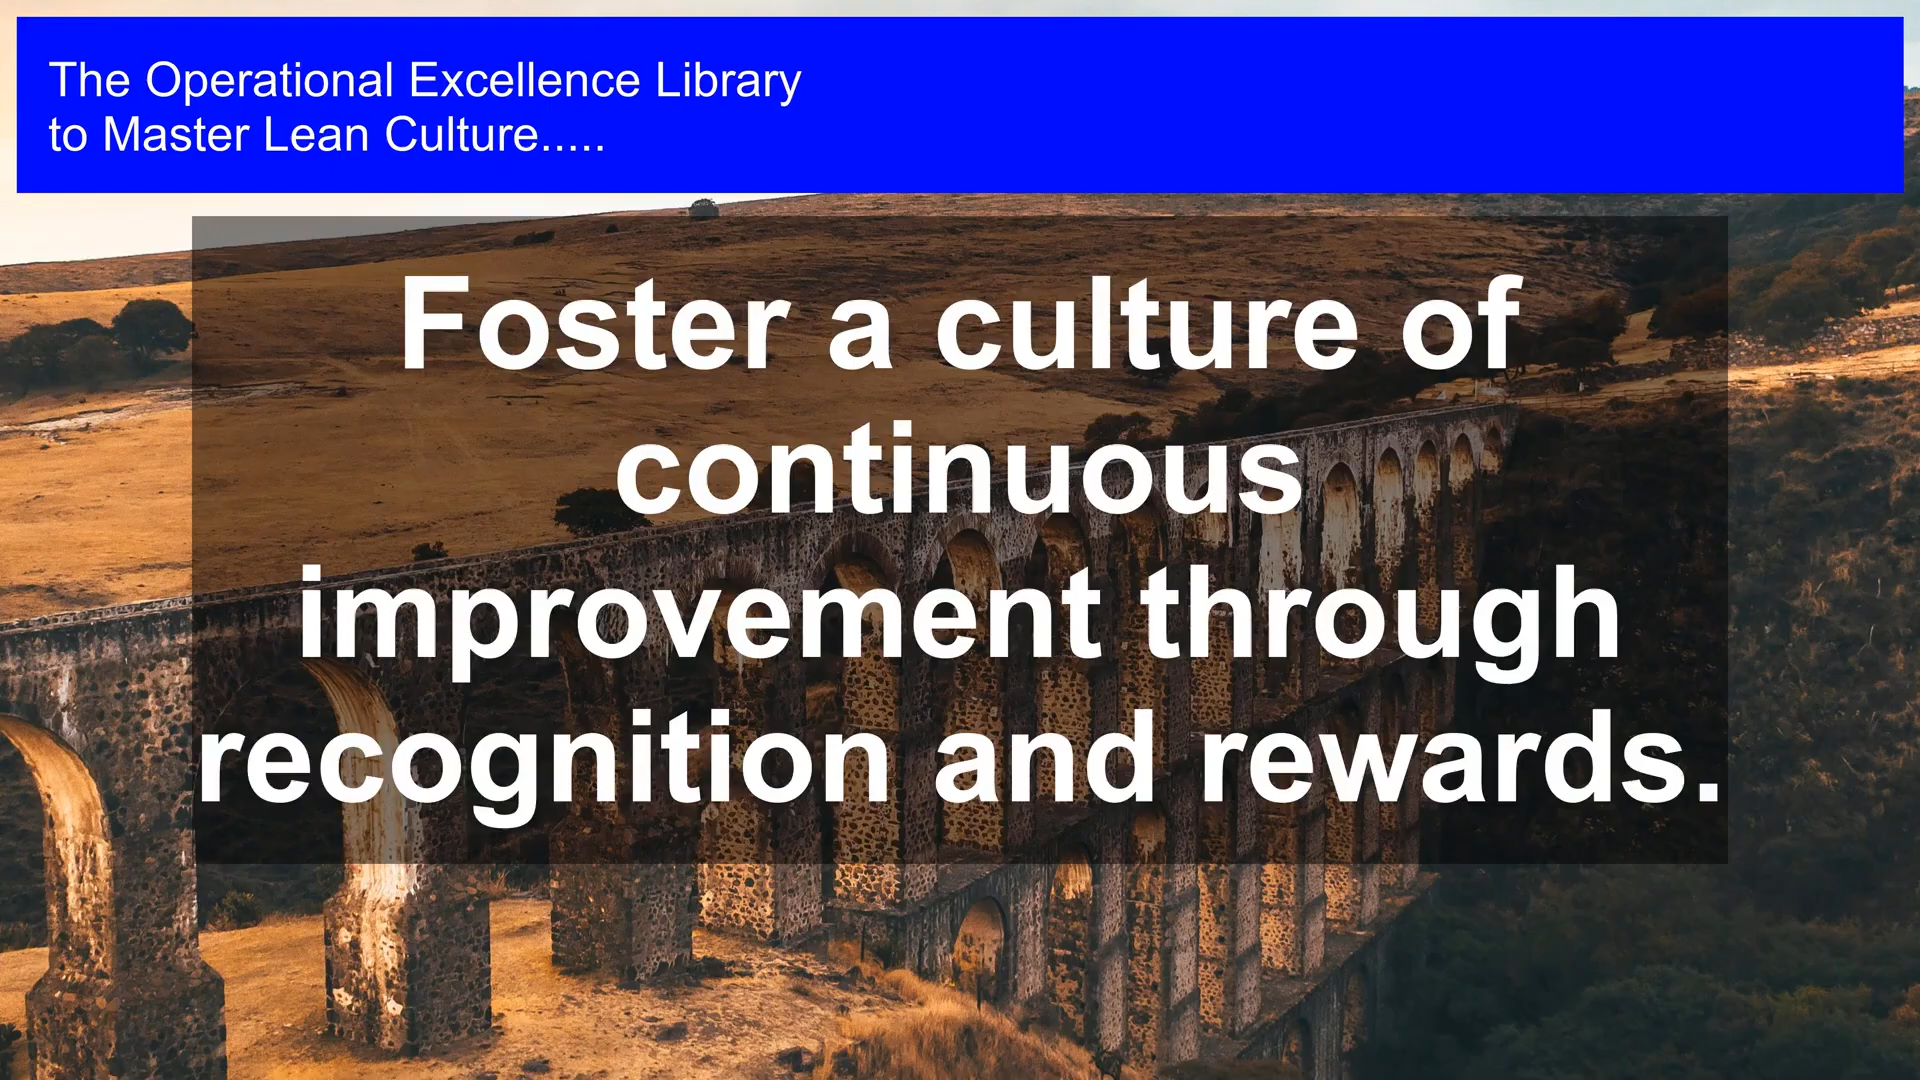 The Operational Excellence Library
to Master Lean Culture.....
Foster a culture of
continuous
improvement through
recognition and rewards.